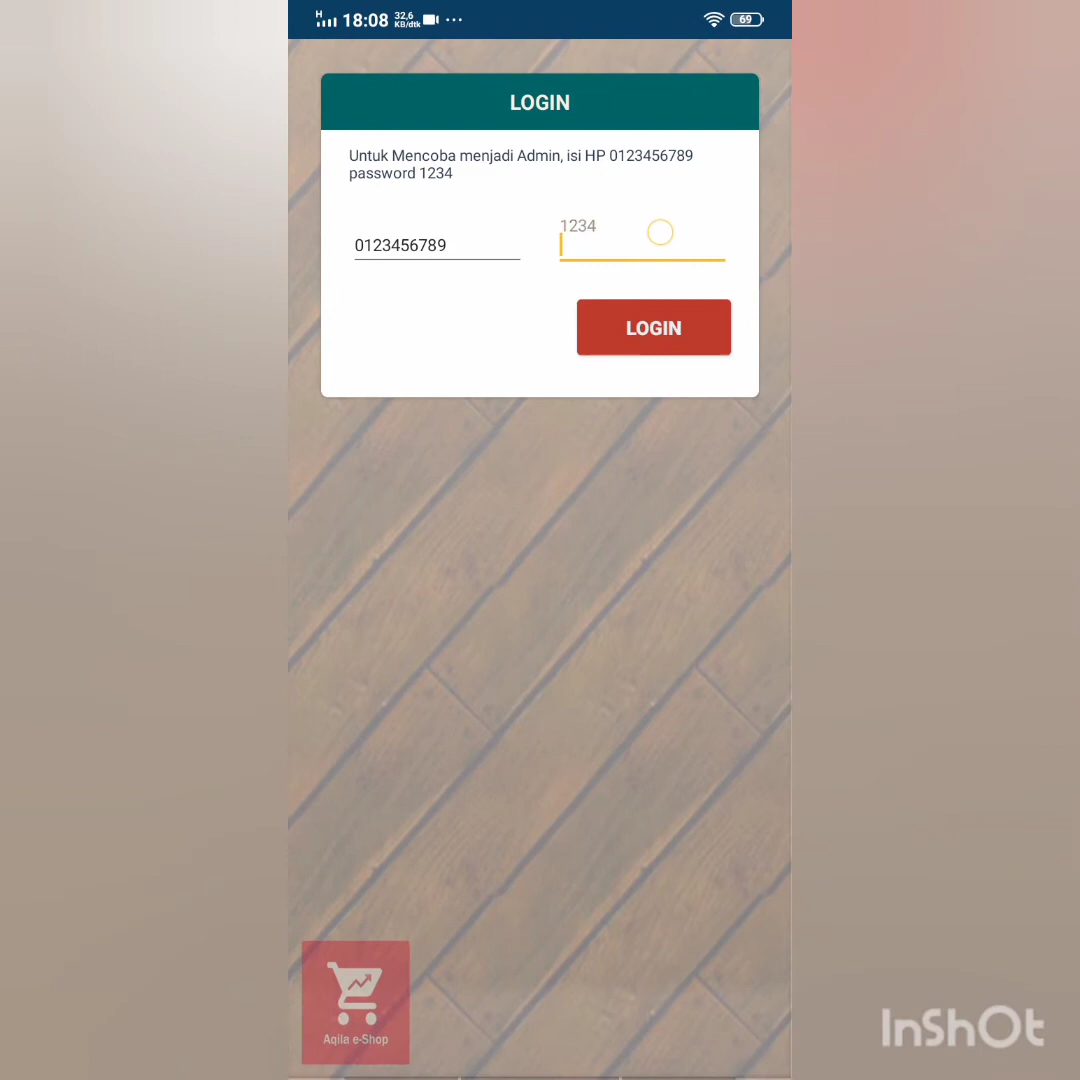 H
18:08
32,6
KB/dtk
69
LOGIN
Untuk Mencoba menjadi Admin, isi HP 0123456789
password 1234
1234
0123456789
LOGIN
Aqila e-Shop
InShOt